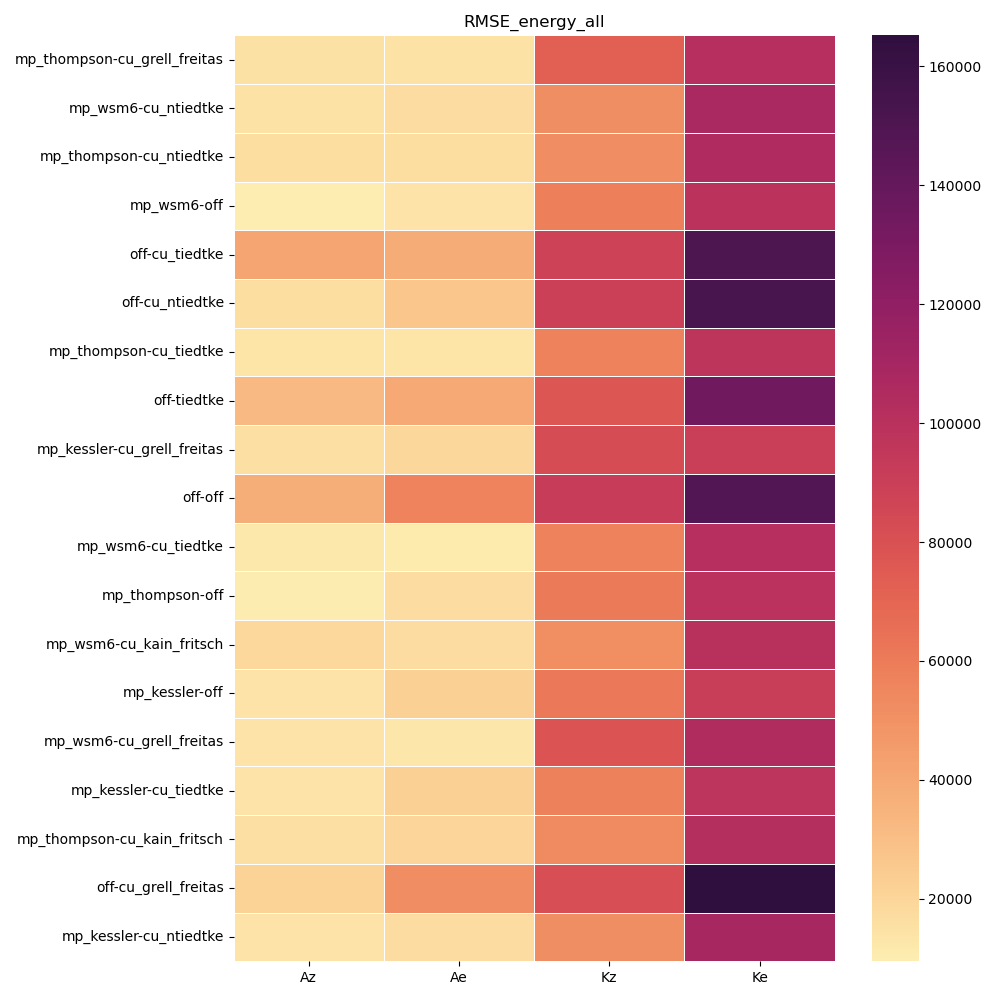 RMSE_energy_all
mp_thompson-cu_grell_freitas
mp_wsm6-cu_ntiedtke
mp_thompson-cu_ntiedtke
mp_wsm6-off
off-cu_tiedtke
off-cu_ntiedtke
mp_thompson-cu_tiedtke
off-tiedtke
mp_kessler-cu_grell_freitas
off-off
mp_wsm6-cu_tiedtke
mp_thompson-off
mp_wsm6-cu_kain_fritsch
mp_kessler-off
mp_wsm6-cu_grell_freitas
mp_kessler-cu_tiedtke
mp_thompson-cu_kain_fritsch
off-cu_grell_freitas
mp_kessler-cu_ntiedtke
Az Ae Kz Ke
160000
140000
120000
100000
80000
60000
40000
20000